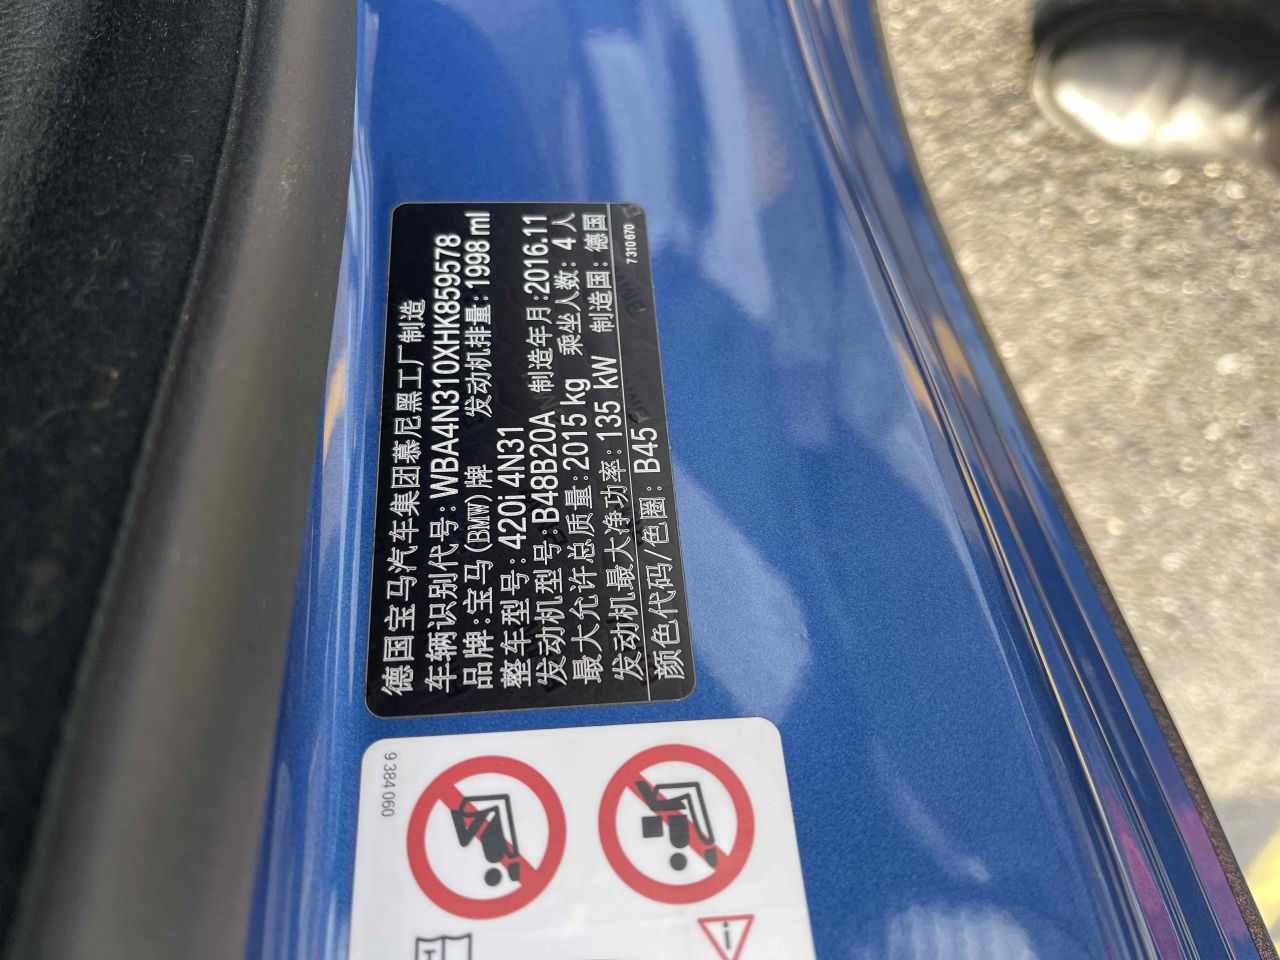 德国宝马汽车集团慕尼黑工厂制造
车辆识别代号:WBA4N310XHK859578
品牌:宝马(BMW)牌 发动机排量:1998 ml
整车型号:420i 4N31
发动机型号:B48B20A 制造年月:2016.11
最大允许总质量:2015 kg 乘坐人数: 4 人
发动机最大净功率:135 kW 制造国: 德国
颜色代码/色圈: B45
7 310 670
9 384 060